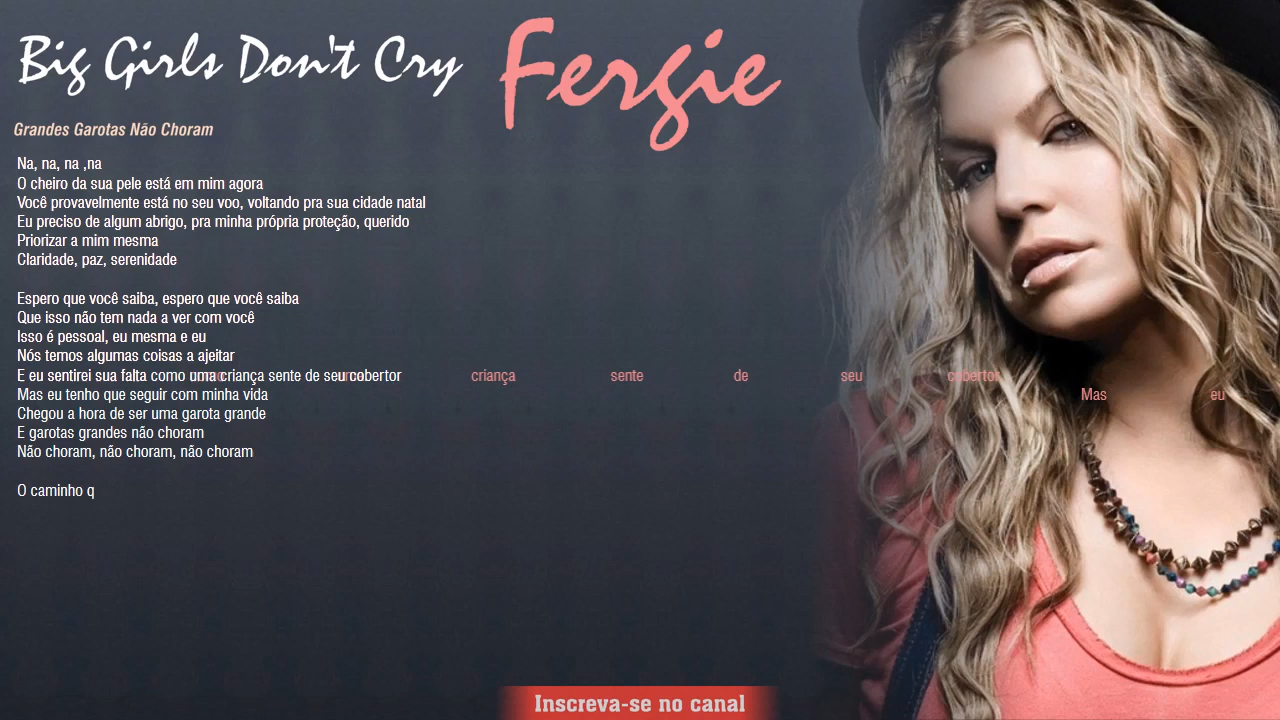 Big Girls Don't Cry
Fergie
Grandes Garotas Não Choram
Na, na, na ,na
O cheiro da sua pele está em mim agora
Você provavelmente está no seu voo, voltando pra sua cidade natal
Eu preciso de algum abrigo, pra minha própria proteção, querido
Priorizar a mim mesma
Claridade, paz, serenidade
Espero que você saiba, espero que você saiba
Que isso não tem nada a ver com você
Isso é pessoal, eu mesma e eu
Nós temos algumas coisas a ajeitar
E eu sentirei sua falta como uma criança sente de seu cobertor
criança sente de seu cobertor
Mas eu tenho que seguir com minha vida
Mas eu
Chegou a hora de ser uma garota grande
E garotas grandes não choram
Não choram, não choram, não choram
O caminho q
Inscreva-se no canal